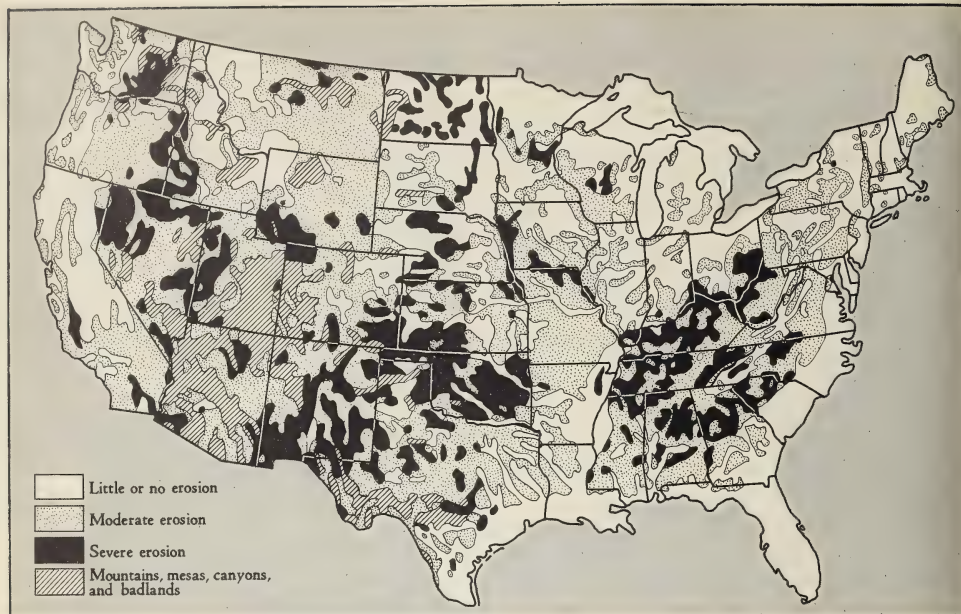 Little or no erosion
Moderate erosion
Severe erosion
Mountains, mesas, canyons,
and badlands